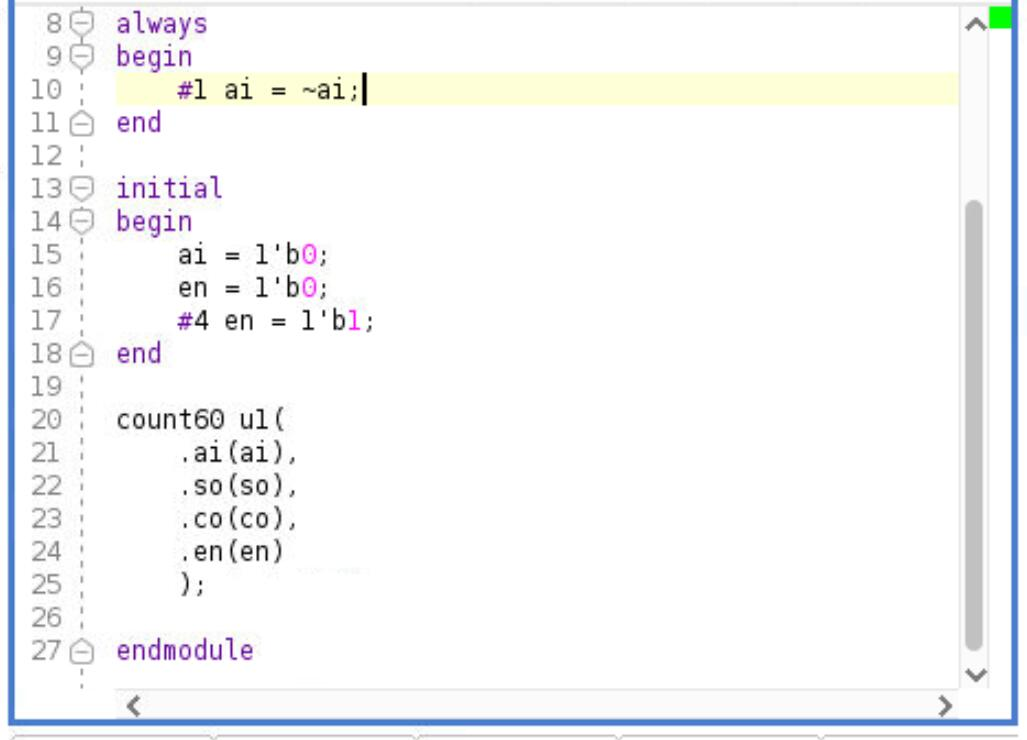 8 always
9 begin
10 #1 ai = ~ai;
11 end
12
13 initial
14 begin
15 ai = 1'b0;
16 en = 1'b0;
17 #4 en = 1'b1;
18 end
19
20 count60 u1(
21 .ai(ai),
22 .so(so),
23 .co(co),
24 .en(en)
25 );
26
27 endmodule